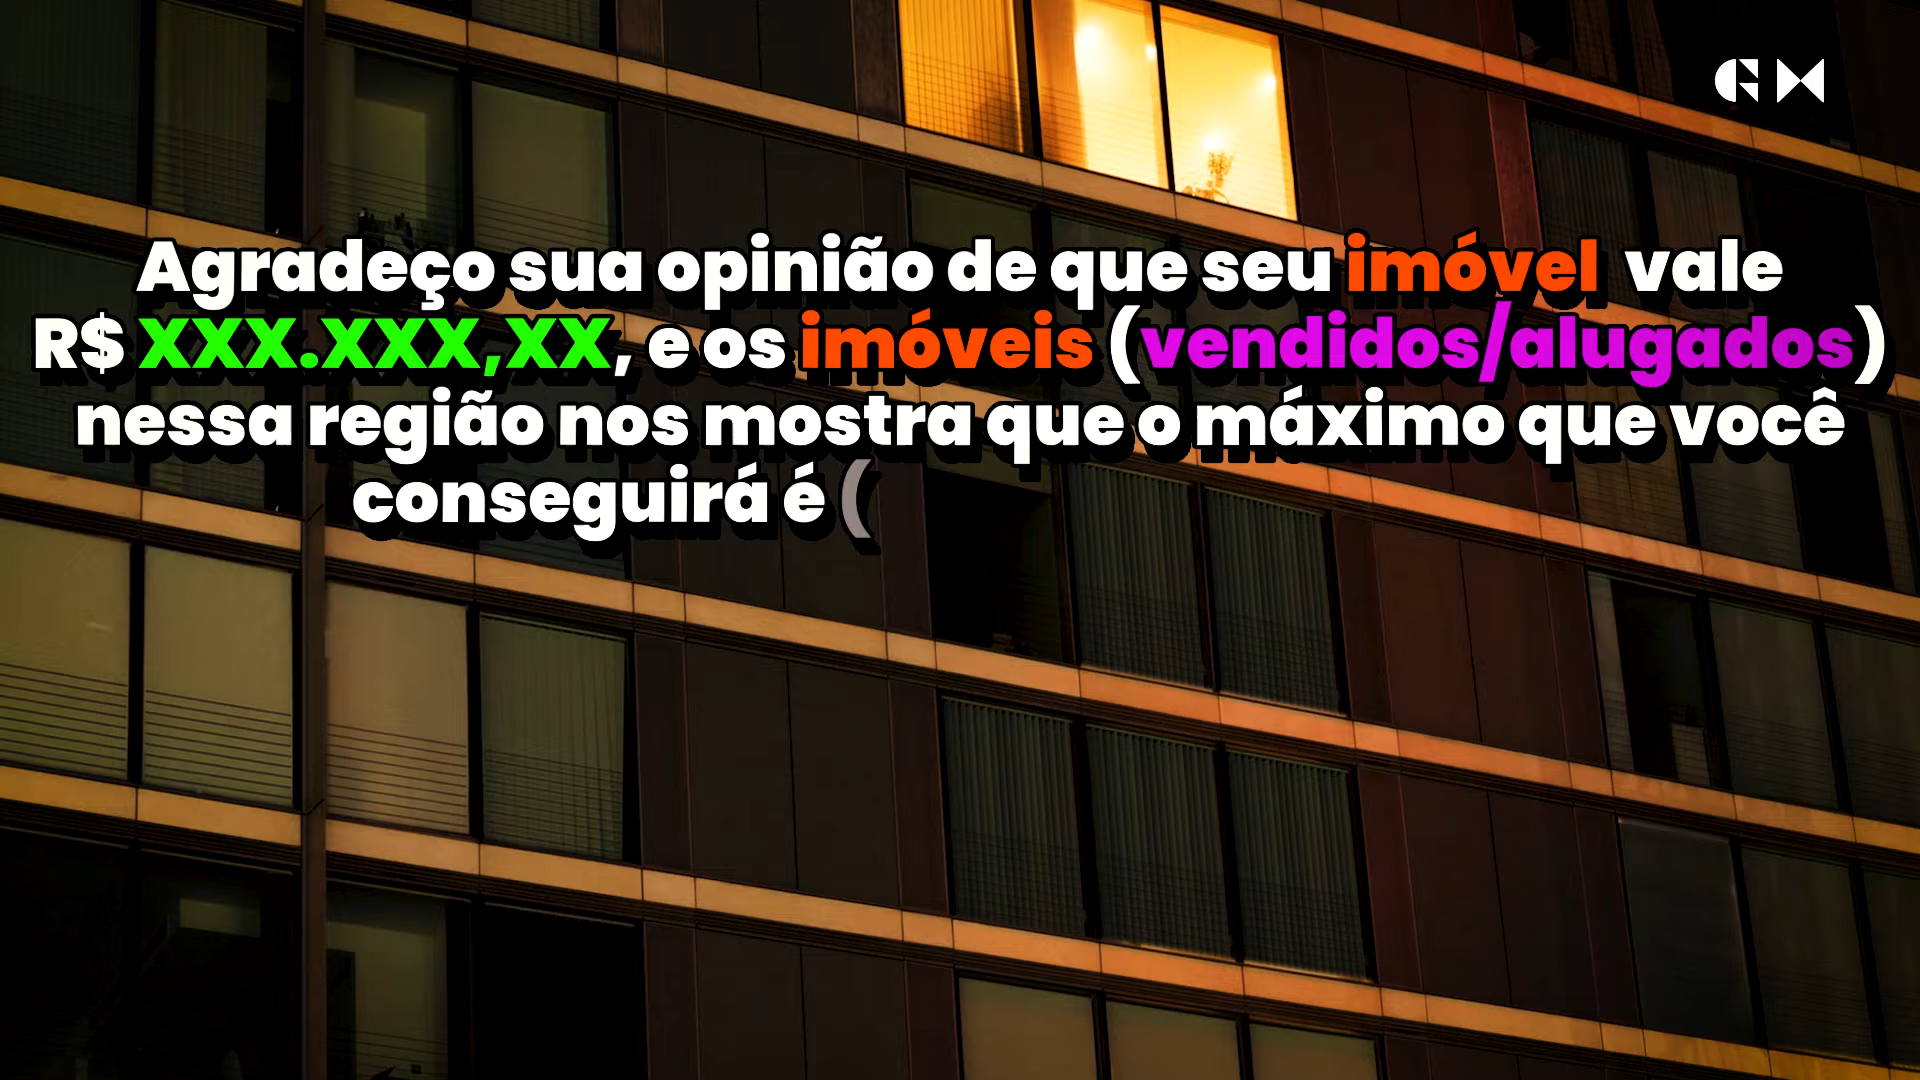 GM
Agradeço sua opinião de que seu imóvel vale
R$ XXX.XXX,XX, e os imóveis (vendidos/alugados)
nessa região nos mostra que o máximo que você
conseguirá é (